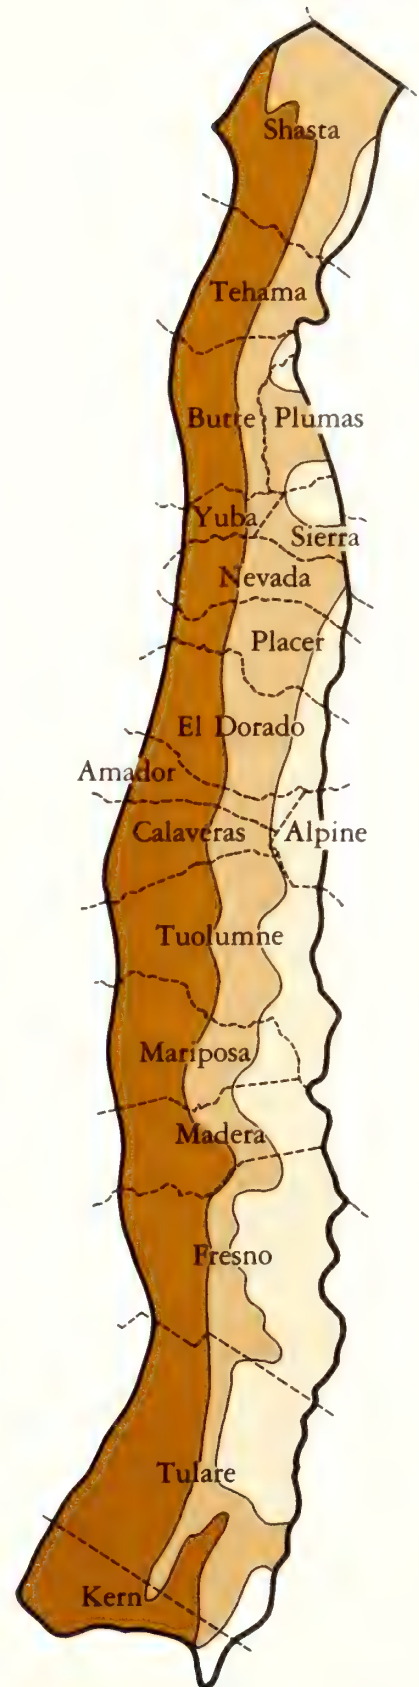 Shasta
Tehama
Butte Plumas
Yuba
Sierra
Nevada
Placer
El Dorado
Amador
Calaveras Alpine
Tuolumne
Mariposa
Madera
Fresno
Tulare
Kern